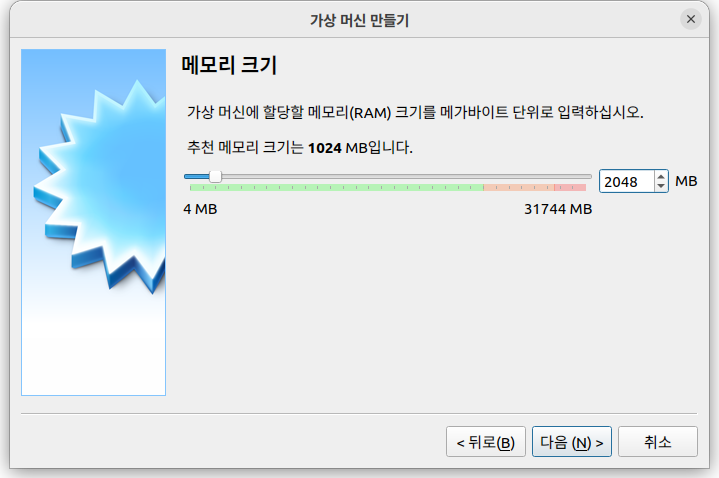 가상 머신 만들기
메모리 크기
가상 머신에 할당할 메모리(RAM) 크기를 메가바이트 단위로 입력하십시오.
추천 메모리 크기는 1024 MB입니다.
2048 MB
4 MB 31744 MB
< 뒤로(B) 다음 (N) > 취소